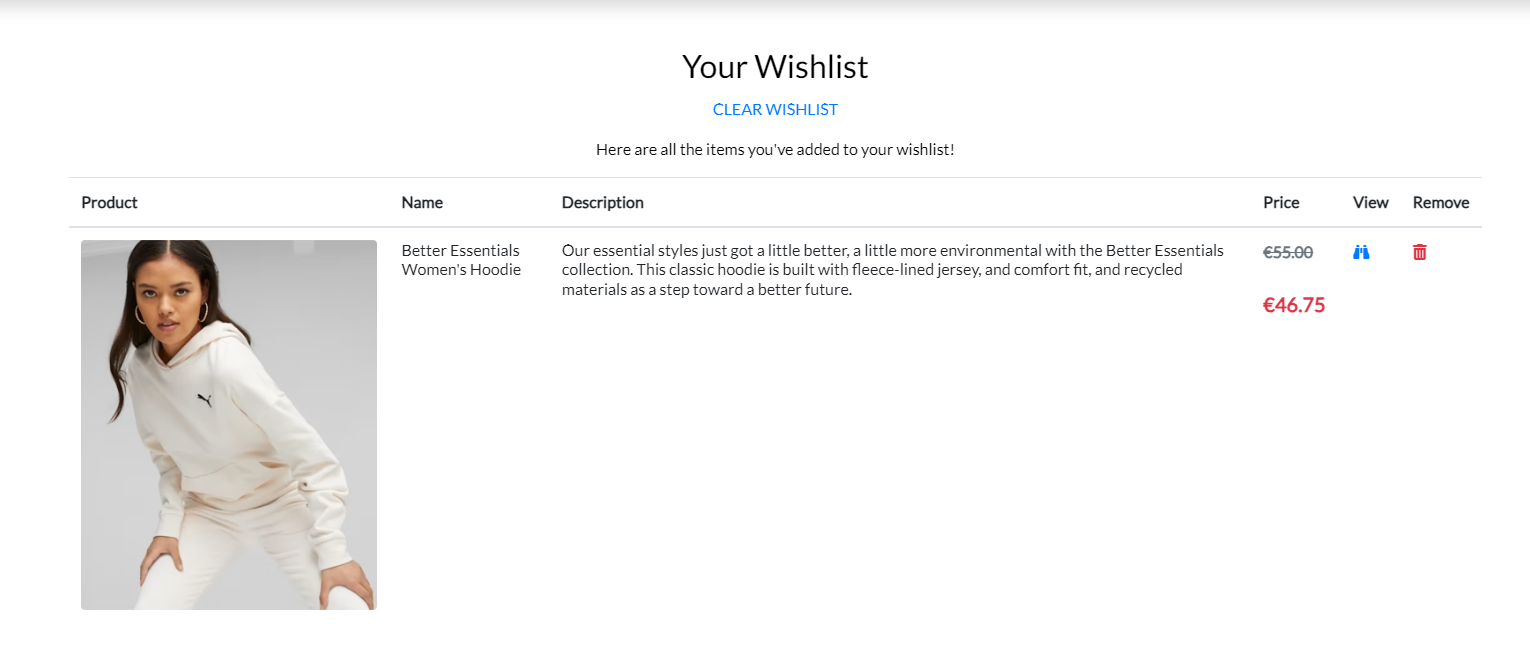 Your Wishlist
CLEAR WISHLIST
Here are all the items you've added to your wishlist!
Product Name Description Price View Remove
Better Essentials
Women's Hoodie
Our essential styles just got a little better, a little more environmental with the Better Essentials
collection. This classic hoodie is built with fleece-lined jersey, and comfort fit, and recycled
materials as a step toward a better future.
€55.00
€46.75